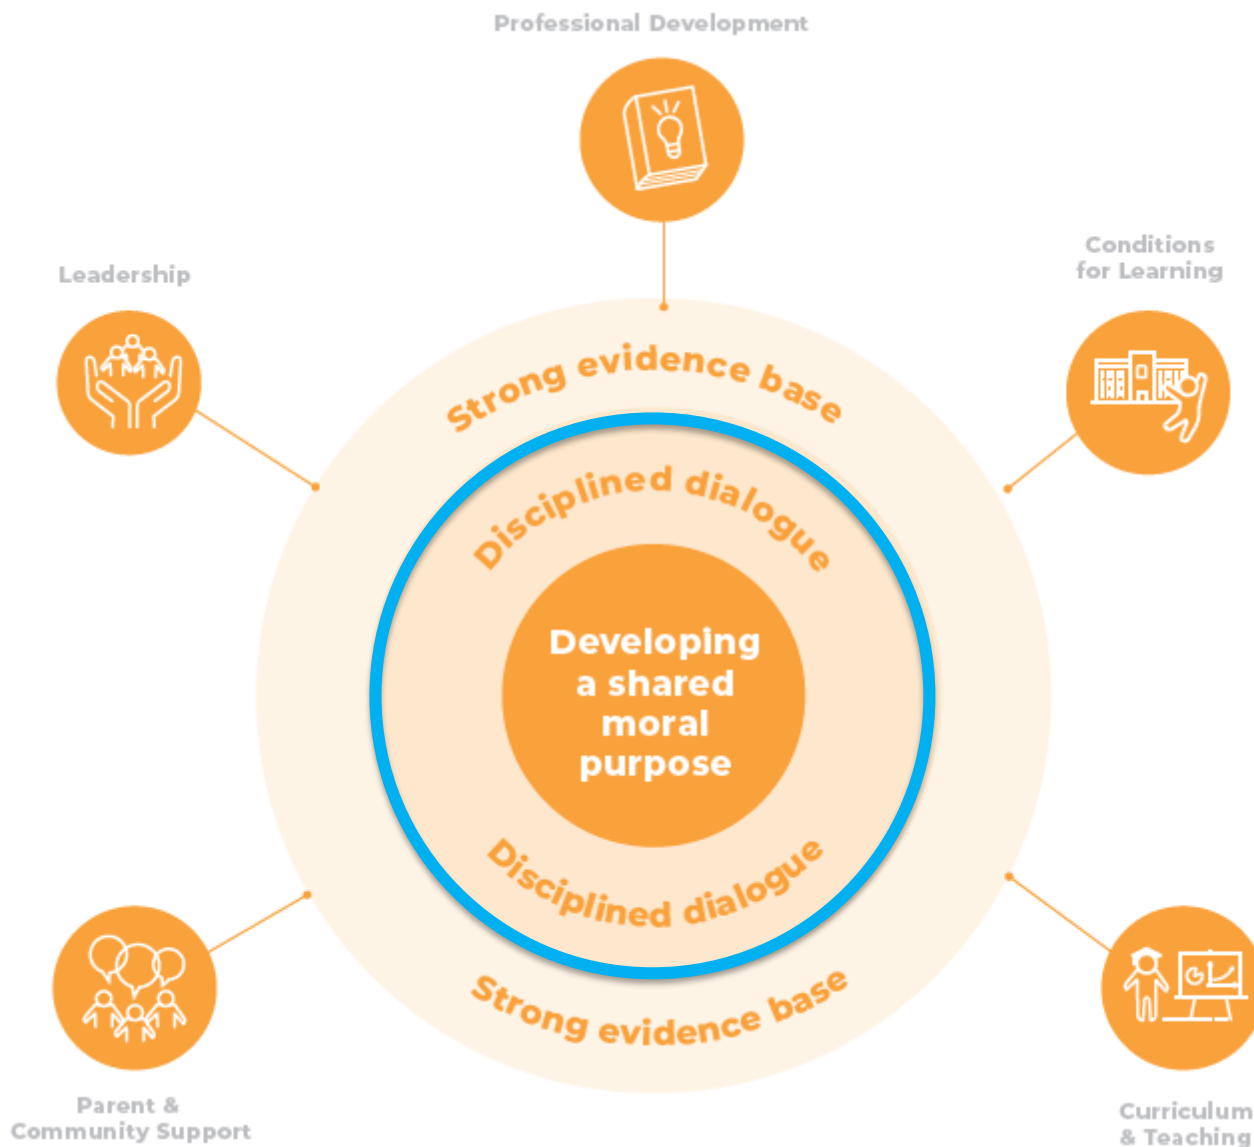 Professional Development
Leadership
Conditions
for Learning
Strong evidence base
Disciplined dialogue
Developing
a shared
moral
purpose
Disciplined dialogue
Strong evidence base
Parent &
Community Support
Curriculum
& Teaching